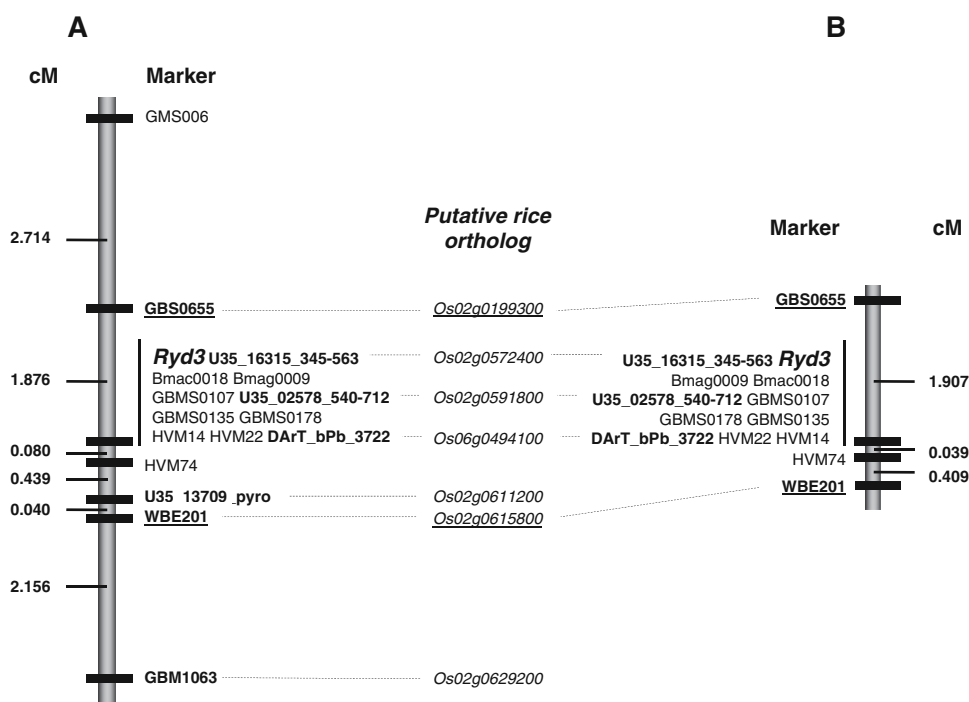 A
B
cM
Marker
GMS006
Putative rice
ortholog
Marker
cM
2.714
GBS0655
Os02g0199300
GBS0655
Ryd3 U35_16315_345-563
Os02g0572400
U35_16315_345-563 Ryd3
1.876
Bmac0018 Bmag0009
Bmag0009 Bmac0018
1.907
GBMS0107 U35_02578_540-712
Os02g0591800
U35_02578_540-712 GBMS0107
GBMS0135 GBMS0178
GBMS0178 GBMS0135
HVM14 HVM22 DArT_bPb_3722
Os06g0494100
DArT_bPb_3722 HVM22 HVM14
0.080
0.039
HVM74
HVM74
0.439
0.409
U35_13709_pyro
Os02g0611200
WBE201
0.040
WBE201
Os02g0615800
2.156
GBM1063
Os02g0629200